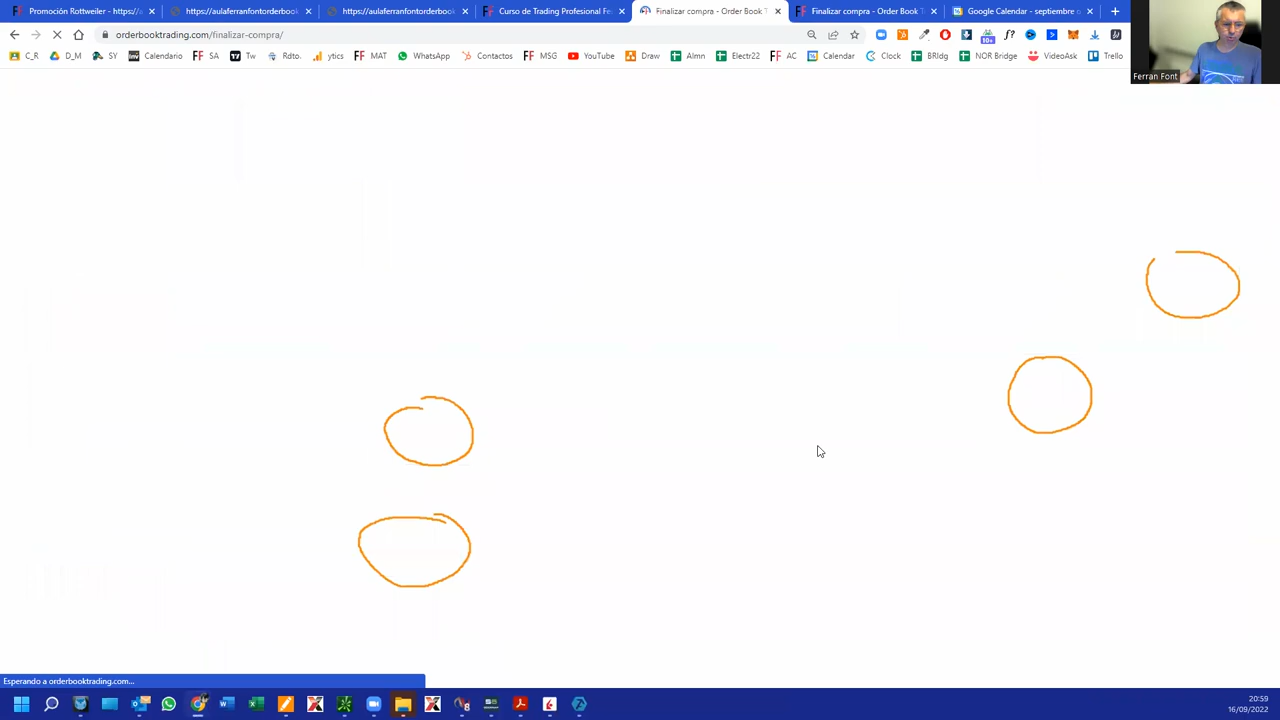 Promoción Rottweiler - https://a
https://aulaferranfontorderbook
https://aulaferranfontorderbook
Curso de Trading Profesional Fe
Finalizar compra - Order Book T
Finalizar compra - Order Book T
Google Calendar - septiembre o
orderbooktrading.com/finalizar-compra/
C_R
D_M
SY
Calendario
SA
Tw
Rdto.
ytics
MAT
WhatsApp
Contactos
MSG
YouTube
Draw
Almn
Electr22
AC
Calendar
Clock
BRIdg
NOR Bridge
VideoAsk
Trello
Ferran Font
Esperando a orderbooktrading.com...
20:59
16/09/2022